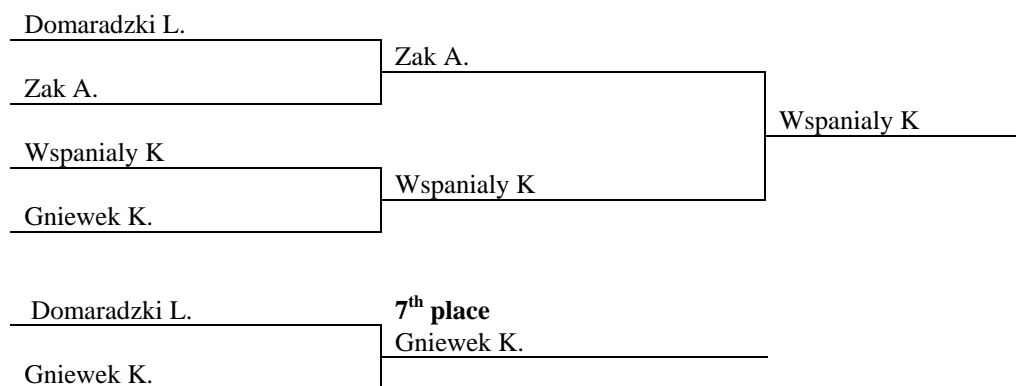 Domaradzki L.
Zak A.
Zak A.
Wspanialy K
Wspanialy K
Wspanialy K
Gniewek K.
Domaradzki L.
7th place
Gniewek K.
Gniewek K.